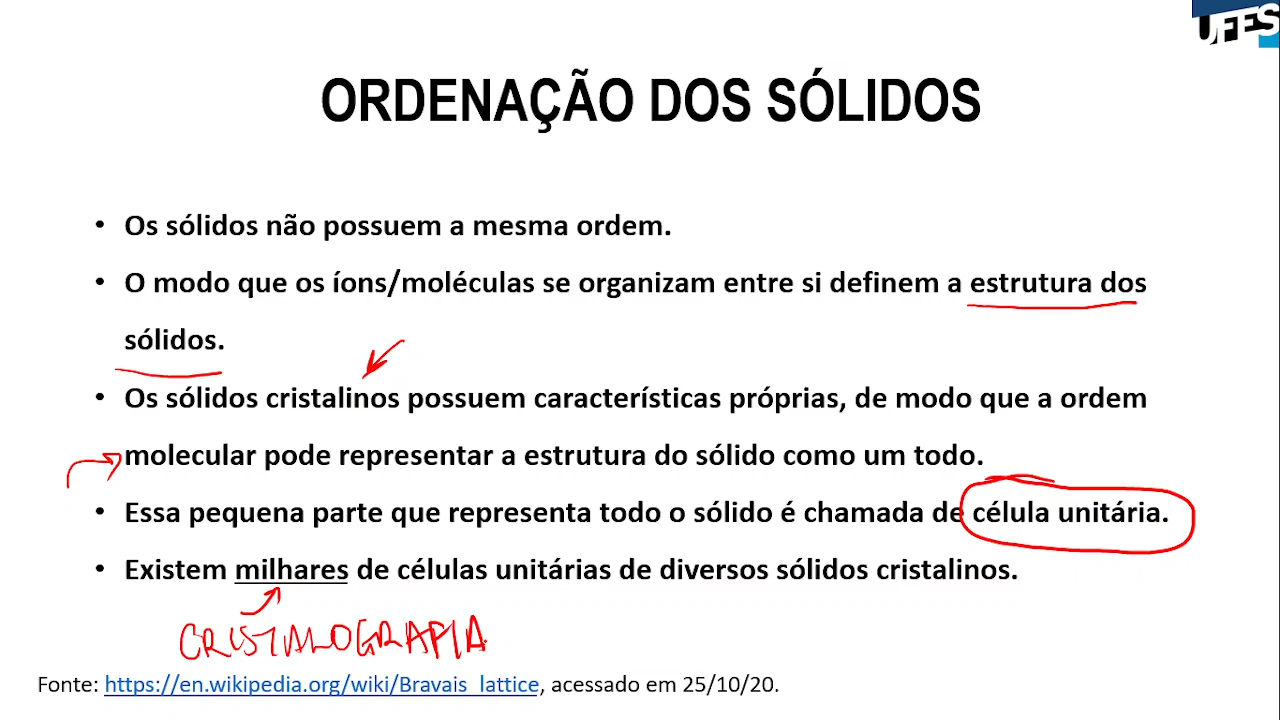 UFES
ORDENAÇÃO DOS SÓLIDOS
• Os sólidos não possuem a mesma ordem.
• O modo que os íons/moléculas se organizam entre si definem a estrutura dos
sólidos.
• Os sólidos cristalinos possuem características próprias, de modo que a ordem
molecular pode representar a estrutura do sólido como um todo.
• Essa pequena parte que representa todo o sólido é chamada de célula unitária.
• Existem milhares de células unitárias de diversos sólidos cristalinos.
CRISTALOGRAFIA
Fonte: https://en.wikipedia.org/wiki/Bravais_lattice, acessado em 25/10/20.